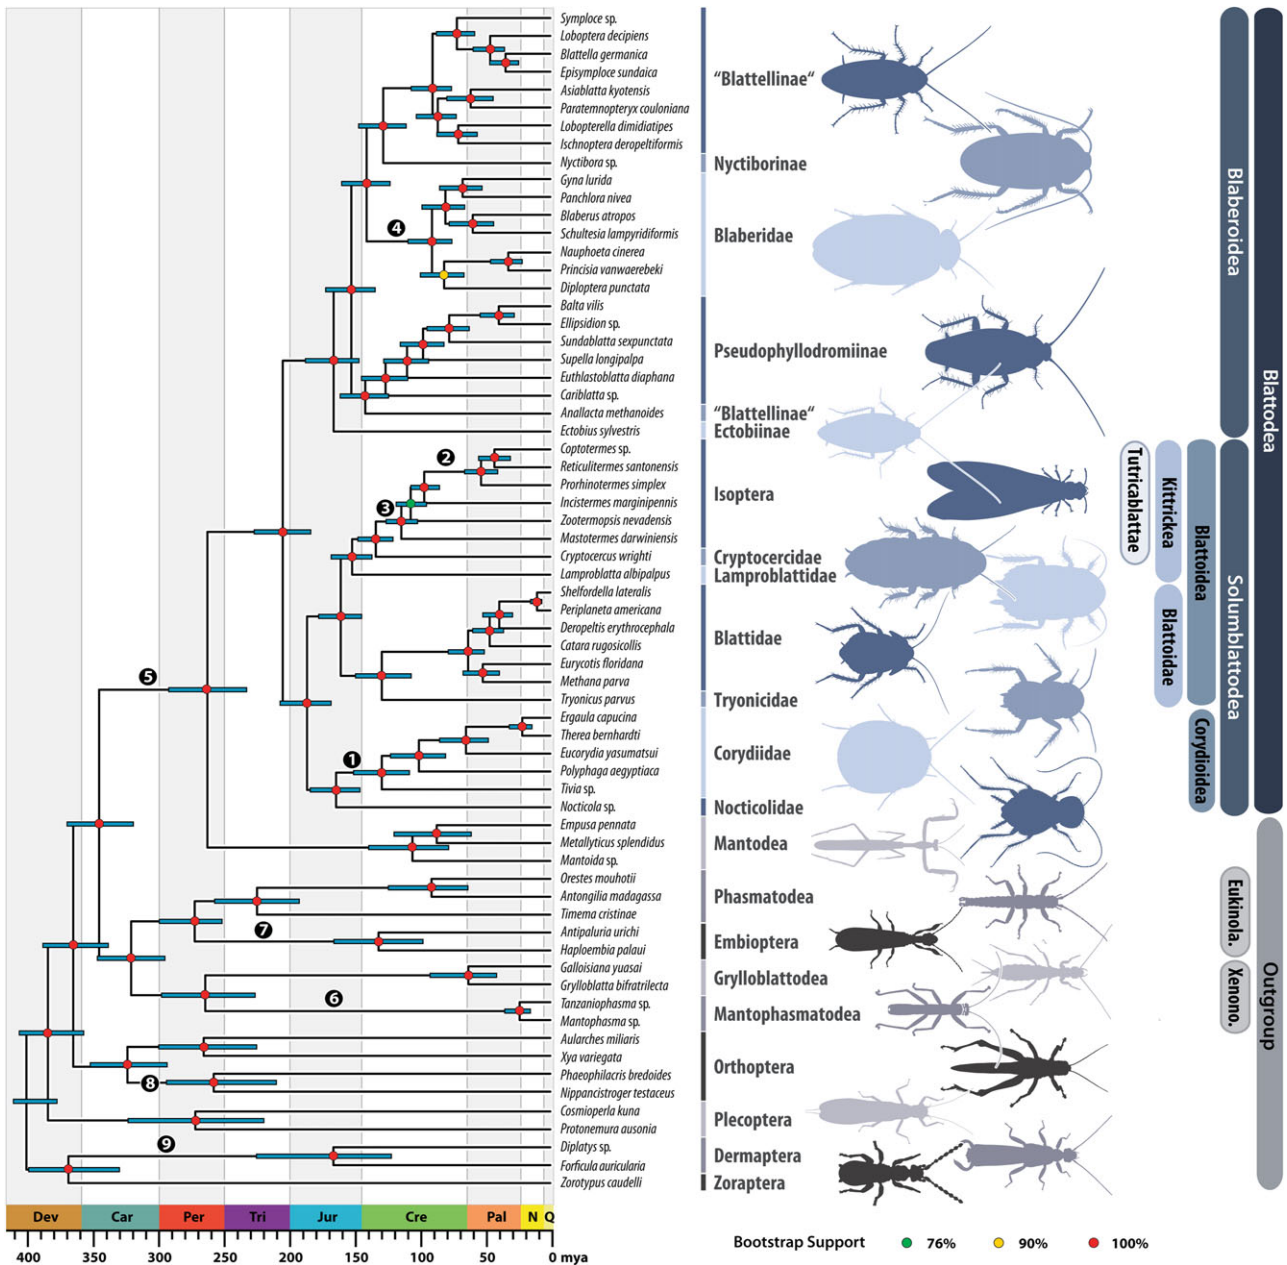 Symploce sp.
Loboptera decipiens
Blattella germanica
Episymploce sundaica
Asiablatta kyotensis
Paratemnopteryx couloniana
Lobopterella dimidiatipes
Ischnoptera deropeltiformis
Nyctibora sp.
Gyna lurida
Panchlora nivea
Blaberus atropos
Schultesia lampyridiformis
Nauphoeta cinerea
Princisia vanwaerebeki
Diploptera punctata
Balta vilis
Ellipsidion sp.
Sundablatta sexpunctata
Supella longipalpa
Euthlastoblatta diaphana
Cariblatta sp.
Anallacta methanoides
Ectobius sylvestris
Coptotermes sp.
Reticulitermes santonensis
Prorhinotermes simplex
Incistermes marginipennis
Zootermopsis nevadensis
Mastotermes darwiniensis
Cryptocercus wrighti
Lamproblatta albipalpus
Shelfordella lateralis
Periplaneta americana
Deropeltis erythrocephala
Catara rugosicollis
Eurycotis floridana
Methana parva
Tryonicus parvus
Ergaula capucina
Therea bernhardti
Eucorydia yasumatsui
Polyphaga aegyptiaca
Tivia sp.
Nocticola sp.
Empusa pennata
Metallyticus splendidus
Mantoida sp.
Orestes mouhotii
Antongilia madagassa
Timema cristinae
Antipaluria urichi
Haploembia palaui
Galloisiana yuasai
Grylloblatta bifratrilecta
Tanzaniophasma sp.
Mantophasma sp.
Aularches miliaris
Xya variegata
Phaeophilacris bredoides
Nippancistroger testaceus
Cosmioperla kuna
Protonemura ausonia
Diplatys sp.
Forficula auricularia
Zorotypus caudelli
4
2
3
5
1
7
6
8
9
"Blattellinae"
Nyctiborinae
Blaberidae
Pseudophyllodromiinae
"Blattellinae"
Ectobiinae
Isoptera
Cryptocercidae
Lamproblattidae
Blattidae
Tryonicidae
Corydiidae
Nocticolidae
Mantodea
Phasmatodea
Embioptera
Grylloblattodea
Mantophasmatodea
Orthoptera
Plecoptera
Dermaptera
Zoraptera
Tutricablattae
Kittrickea
Blattoidae
Blattoidea
Corydioidea
Blaberoidea
Solumblattodea
Blattodea
Eukinola.
Xenono.
Outgroup
Dev Car Per Tri Jur Cre Pal N Q
400 350 300 250 200 150 100 50 0 mya
Bootstrap Support 76% 90% 100%